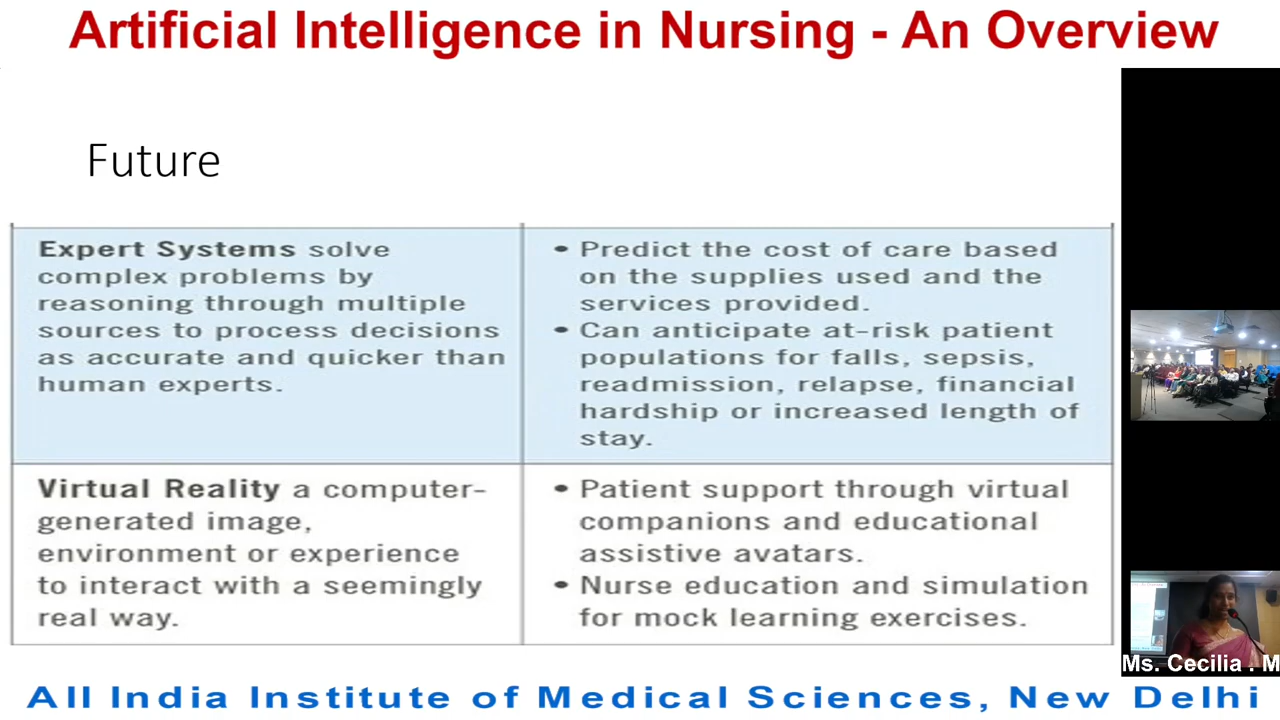 Artificial Intelligence in Nursing - An Overview
Future
Expert Systems solve
complex problems by
reasoning through multiple
sources to process decisions
as accurate and quicker than
human experts.
• Predict the cost of care based
on the supplies used and the
services provided.
• Can anticipate at-risk patient
populations for falls, sepsis,
readmission, relapse, financial
hardship or increased length of
stay.
Virtual Reality a computer-
generated image,
environment or experience
to interact with a seemingly
real way.
• Patient support through virtual
companions and educational
assistive avatars.
• Nurse education and simulation
for mock learning exercises.
Ms. Cecilia . M
All India Institute of Medical Sciences, New Delhi